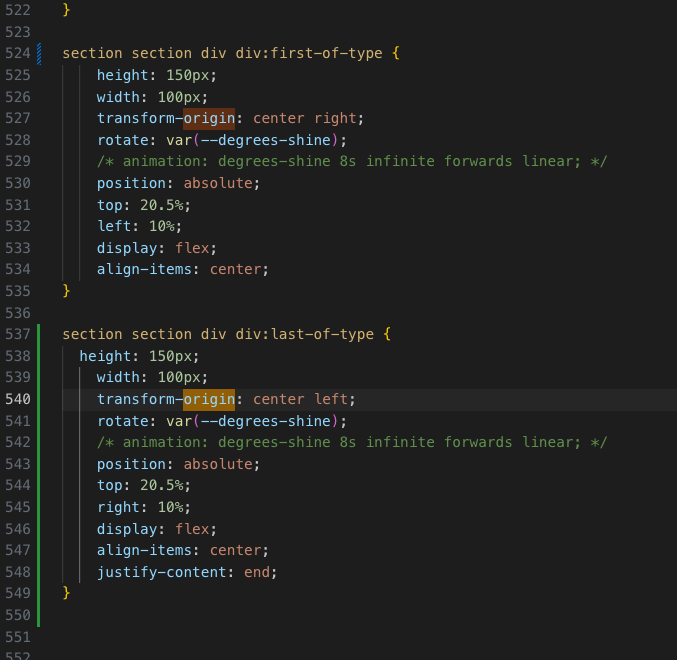 522 }
523
524 section section div div:first-of-type {
525 height: 150px;
526 width: 100px;
527 transform-origin: center right;
528 rotate: var(--degrees-shine);
529 /* animation: degrees-shine 8s infinite forwards linear; */
530 position: absolute;
531 top: 20.5%;
532 left: 10%;
533 display: flex;
534 align-items: center;
535 }
536
537 section section div div:last-of-type {
538 height: 150px;
539 width: 100px;
540 transform-origin: center left;
541 rotate: var(--degrees-shine);
542 /* animation: degrees-shine 8s infinite forwards linear; */
543 position: absolute;
544 top: 20.5%;
545 right: 10%;
546 display: flex;
547 align-items: center;
548 justify-content: end;
549 }
550
551
552